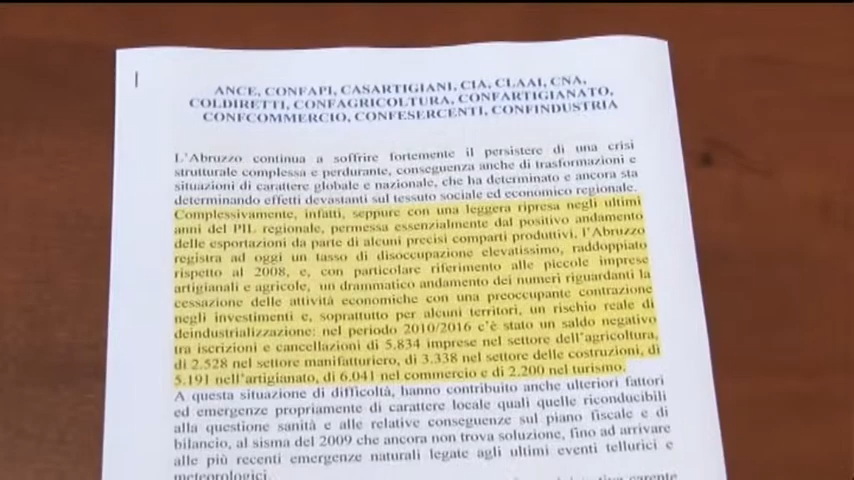 ANCE, CONFAPI, CASARTIGIANI, CIA, CLAAI, CNA,
COLDIRETTI, CONFAGRICOLTURA, CONFARTIGIANATO,
CONFCOMMERCIO, CONFESERCENTI, CONFINDUSTRIA
L'Abruzzo continua a soffrire fortemente il persistere di una crisi
strutturale complessa e perdurante, conseguenza anche di trasformazioni e
situazioni di carattere globale e nazionale, che ha determinato e ancora sta
determinando effetti devastanti sul tessuto sociale ed economico regionale.
Complessivamente, infatti, seppure con una leggera ripresa negli ultimi
anni del PIL regionale, permessa essenzialmente dal positivo andamento
delle esportazioni da parte di alcuni precisi comparti produttivi, l'Abruzzo
registra ad oggi un tasso di disoccupazione elevatissimo, raddoppiato
rispetto al 2008, e, con particolare riferimento alle piccole imprese
artigianali e agricole, un drammatico andamento dei numeri riguardanti la
cessazione delle attività economiche con una preoccupante contrazione
negli investimenti e, soprattutto per alcuni territori, un rischio reale di
deindustrializzazione: nel periodo 2010/2016 c'è stato un saldo negativo
tra iscrizioni e cancellazioni di 5.834 imprese nel settore dell'agricoltura,
di 2.528 nel settore manifatturiero, di 3.338 nel settore delle costruzioni, di
5.191 nell'artigianato, di 6.041 nel commercio e di 2.200 nel turismo.
A questa situazione di difficoltà, hanno contribuito anche ulteriori fattori
ed emergenze propriamente di carattere locale quali quelle riconducibili
alla questione sanità e alle relative conseguenze sul piano fiscale e di
bilancio, al sisma del 2009 che ancora non trova soluzione, fino ad arrivare
alle più recenti emergenze naturali legate agli ultimi eventi tellurici e
meteorologici.
carente